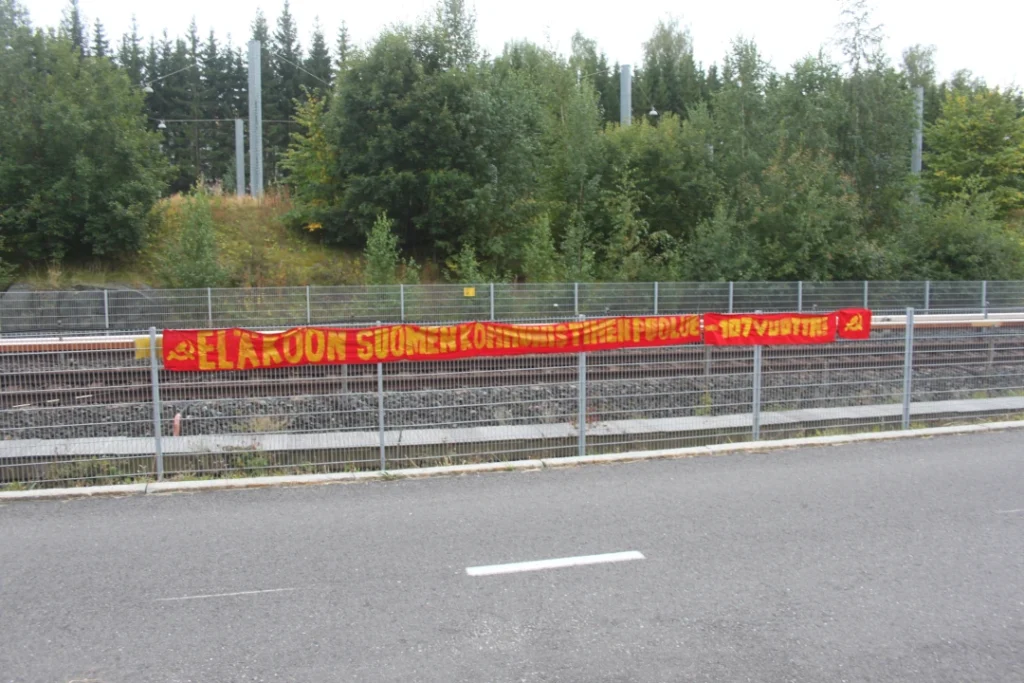 ELÄKÖÖN SUOMEN KOMMUNISTINEN PUOLUE -107 VUOTTA!